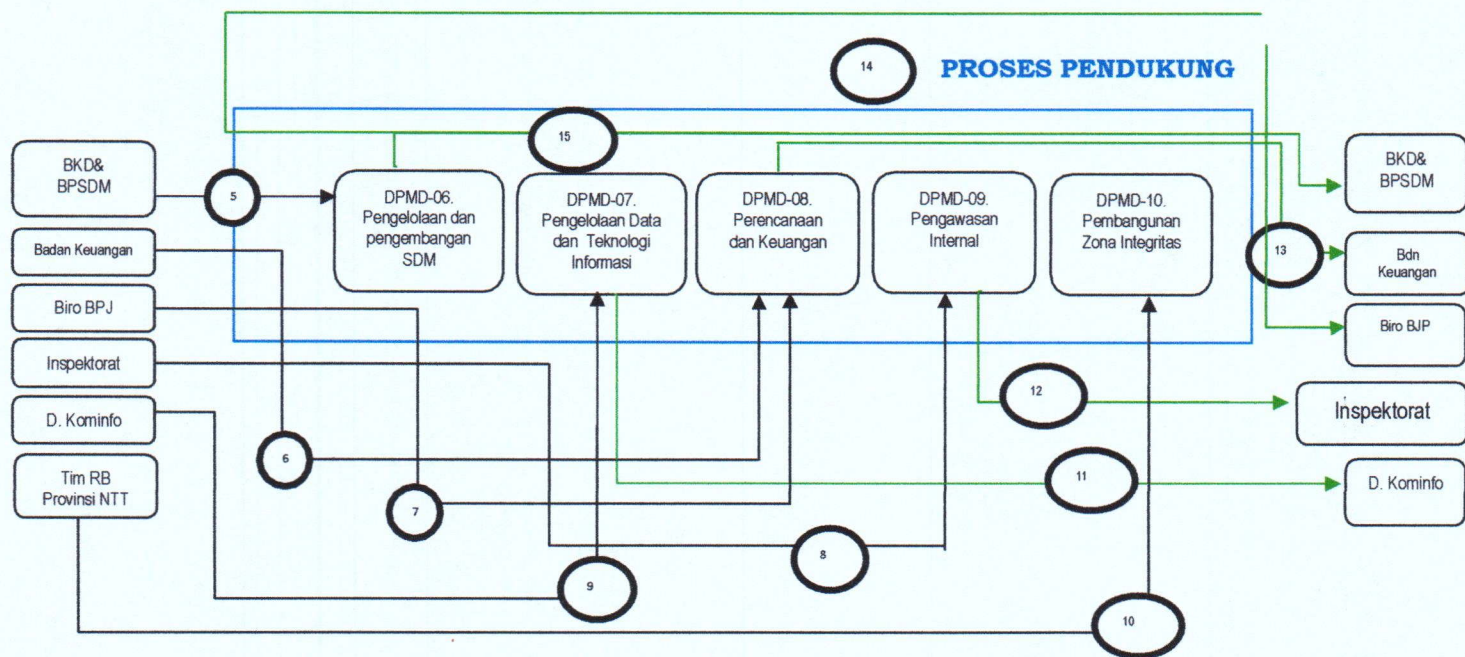 14
PROSES PENDUKUNG
15
BKD&
BPSDM
5
DPMD-06.
Pengelolaan dan
pengembangan
SDM
DPMD-07.
Pengelolaan Data
dan Teknologi
Informasi
DPMD-08.
Perencanaan
dan Keuangan
DPMD-09.
Pengawasan
Internal
DPMD-10.
Pembangunan
Zona Integritas
BKD&
BPSDM
Badan Keuangan
13
Bdn
Keuangan
Biro BPJ
Biro BJP
Inspektorat
12
Inspektorat
D. Kominfo
6
11
D. Kominfo
Tim RB
Provinsi NTT
7
8
9
10